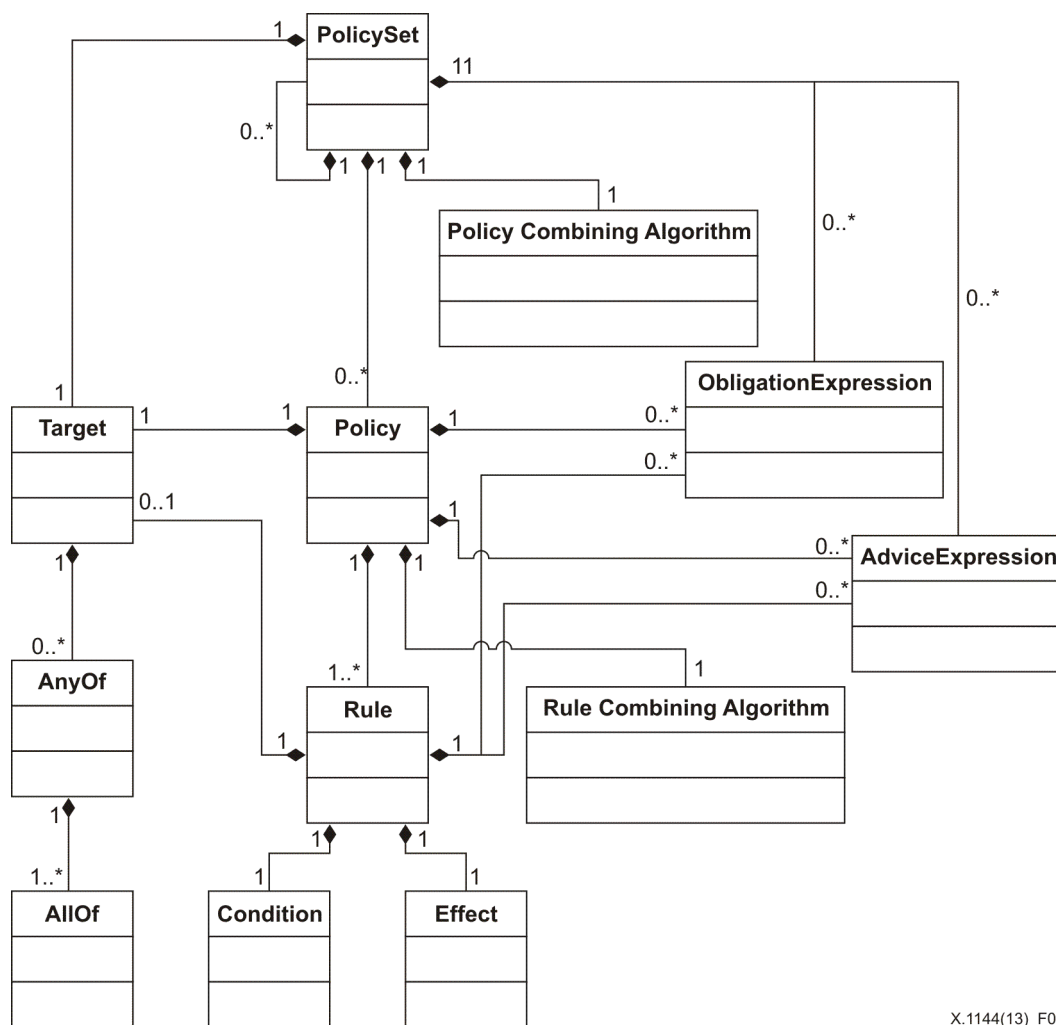 1 PolicySet
11
0..*
1 1 1
1
Policy Combining Algorithm
0..*
0..*
0..*
1
ObligationExpression
Target 1 1 Policy 1 0..*
0..*
0..1
1
0..*
AdviceExpression
1 1 1
0..*
0..*
1..*
1
AnyOf
Rule
Rule Combining Algorithm
1 1
1
1 1
1..*
1 1
AllOf
Condition
Effect
X.1144(13)_F0